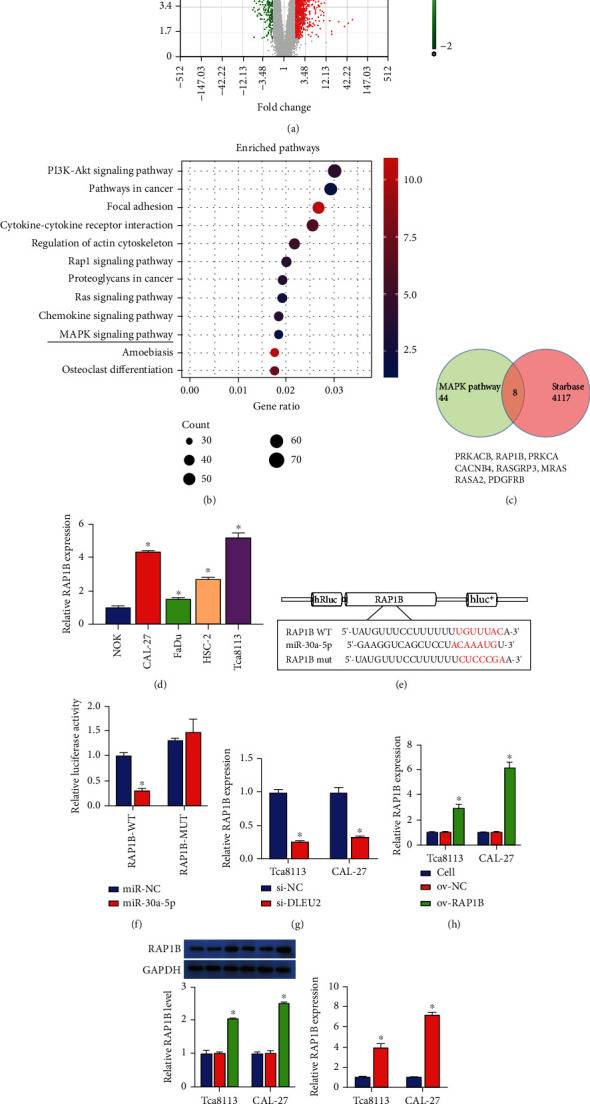 3.4
1.7
0
−512
−147.03
−42.22
−12.13
−3.48
1
3.48
12.13
42.22
147.03
512
Fold change
−2
(a)
Enriched pathways
PI3K-Akt signaling pathway
Pathways in cancer
Focal adhesion
Cytokine-cytokine receptor interaction
Regulation of actin cytoskeleton
Rap1 signaling pathway
Proteoglycans in cancer
Ras signaling pathway
Chemokine signaling pathway
MAPK signaling pathway
Amoebiasis
Osteoclast differentiation
0.00 0.01 0.02 0.03
Gene ratio
10.0
7.5
5.0
2.5
Count
30 60
40 70
50
(b)
MAPK pathway
44
8
Starbase
4117
PRKACB, RAP1B, PRKCA
CACNB4, RASGRP3, MRAS
RASA2, PDGFRB
(c)
Relative RAP1B expression
6
4
2
0
* * * *
NOK
CAL-27
FaDu
HSC-2
Tca8113
(d)
hRluc RAP1B hluc+
RAP1B WT 5'-UAUGUUUCCUUUUUUUGUUUACA-3'
miR-30a-5p 5'-GAAGGUCAGCUCCUACAAAUGU-3'
RAP1B mut 5'-UAUGUUUCCUUUUUUCUCCCGAA-3'
(e)
Relative luciferase activity
2.0
1.5
1.0
0.5
0.0
*
RAP1B-WT
RAP1B-MUT
miR-NC
miR-30a-5p
(f)
Relative RAP1B expression
1.5
1.0
0.5
0.0
* *
Tca8113 CAL-27
si-NC
si-DLEU2
(g)
Relative RAP1B expression
8
6
4
2
0
* *
Tca8113 CAL-27
Cell
ov-NC
ov-RAP1B
(h)
RAP1B
GAPDH
Relative RAP1B level
3
2
1
0
* *
Tca8113 CAL-27
Relative RAP1B expression
10
8
6
4
2
0
* *
Tca8113 CAL-27